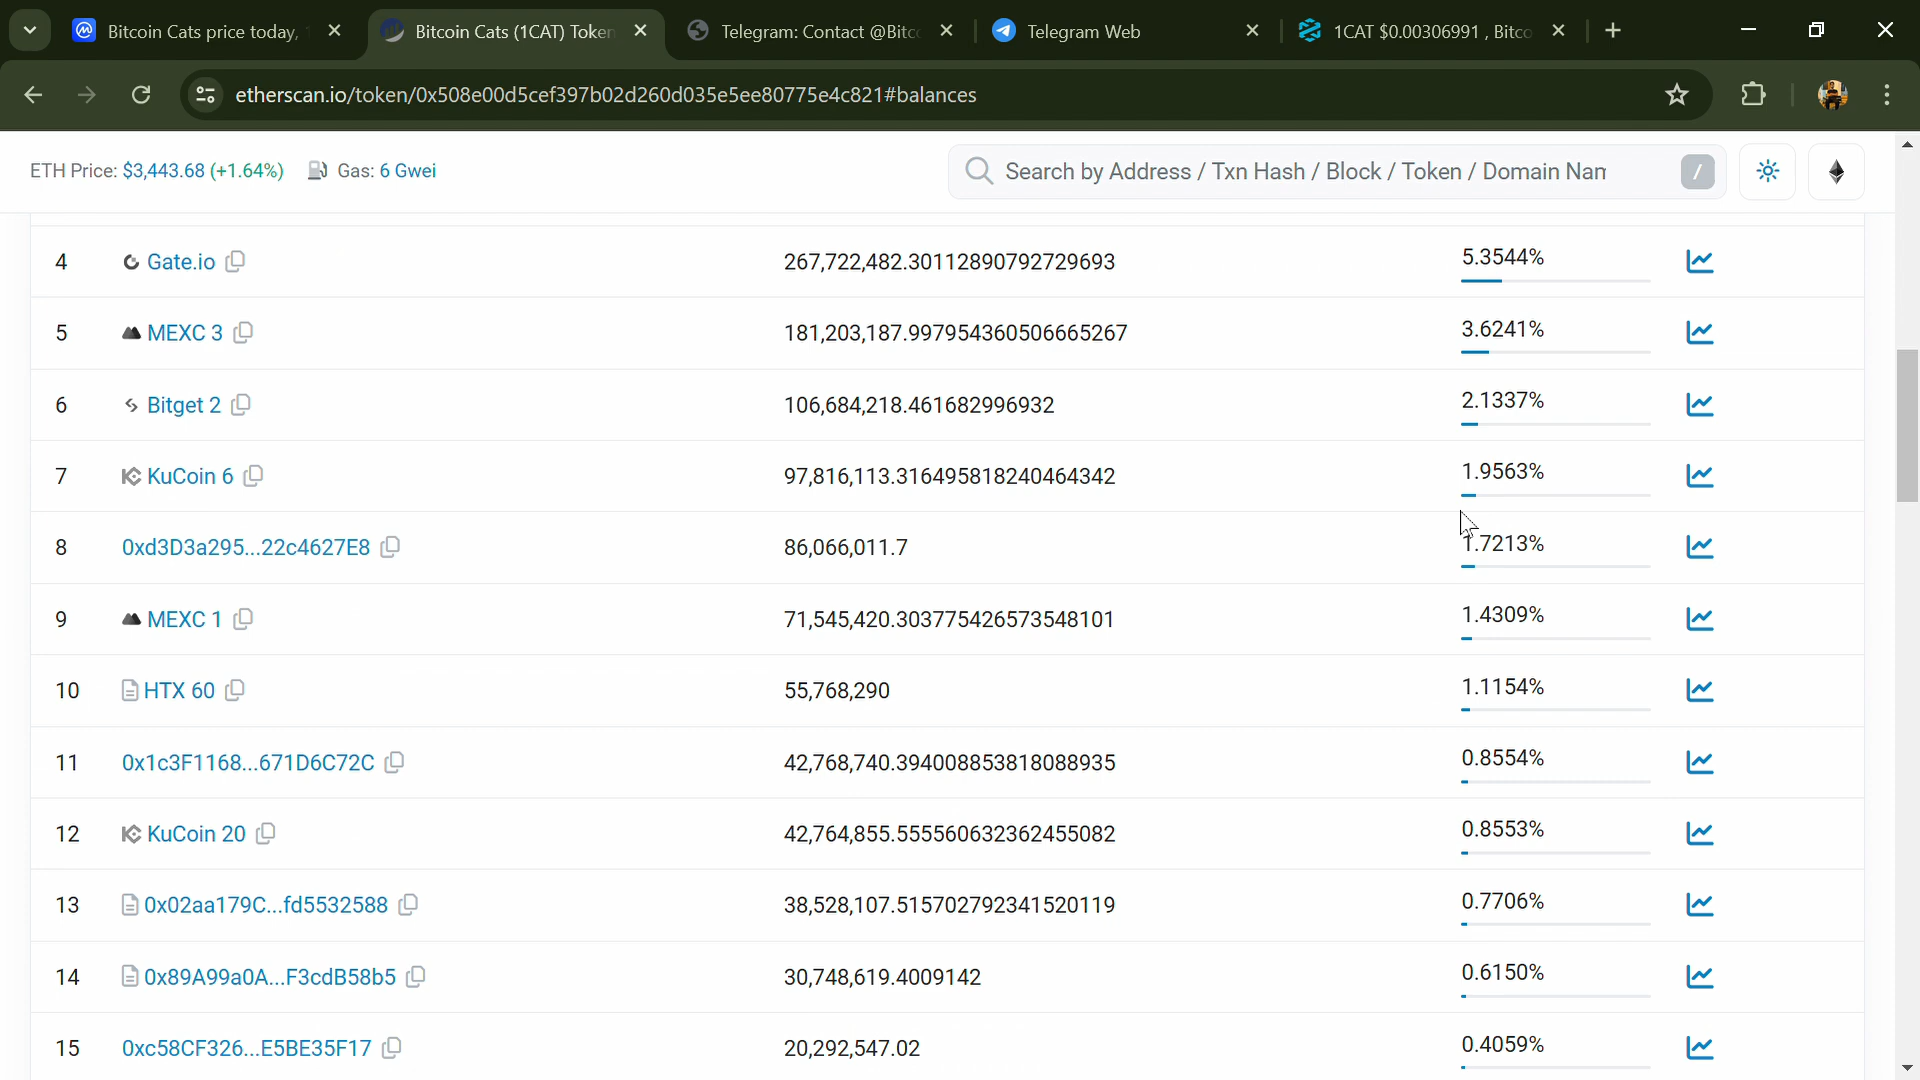 Bitcoin Cats price today,
Bitcoin Cats (1CAT) Token
Telegram: Contact @Bitc
Telegram Web
1CAT $0.00306991 , Bitco
etherscan.io/token/0x508e00d5cef397b02d260d035e5ee80775e4c821#balances
ETH Price: $3,443.68 (+1.64%) Gas: 6 Gwei
Search by Address / Txn Hash / Block / Token / Domain Nam /
4 Gate.io 267,722,482.30112890792729693 5.3544%
5 MEXC 3 181,203,187.997954360506665267 3.6241%
6 Bitget 2 106,684,218.461682996932 2.1337%
7 KuCoin 6 97,816,113.316495818240464342 1.9563%
8 0xd3D3a295...22c4627E8 86,066,011.7 1.7213%
9 MEXC 1 71,545,420.303775426573548101 1.4309%
10 HTX 60 55,768,290 1.1154%
11 0x1c3F1168...671D6C72C 42,768,740.394008853818088935 0.8554%
12 KuCoin 20 42,764,855.555560632362455082 0.8553%
13 0x02aa179C...fd5532588 38,528,107.515702792341520119 0.7706%
14 0x89A99a0A...F3cdB58b5 30,748,619.4009142 0.6150%
15 0xc58CF326...E5BE35F17 20,292,547.02 0.4059%